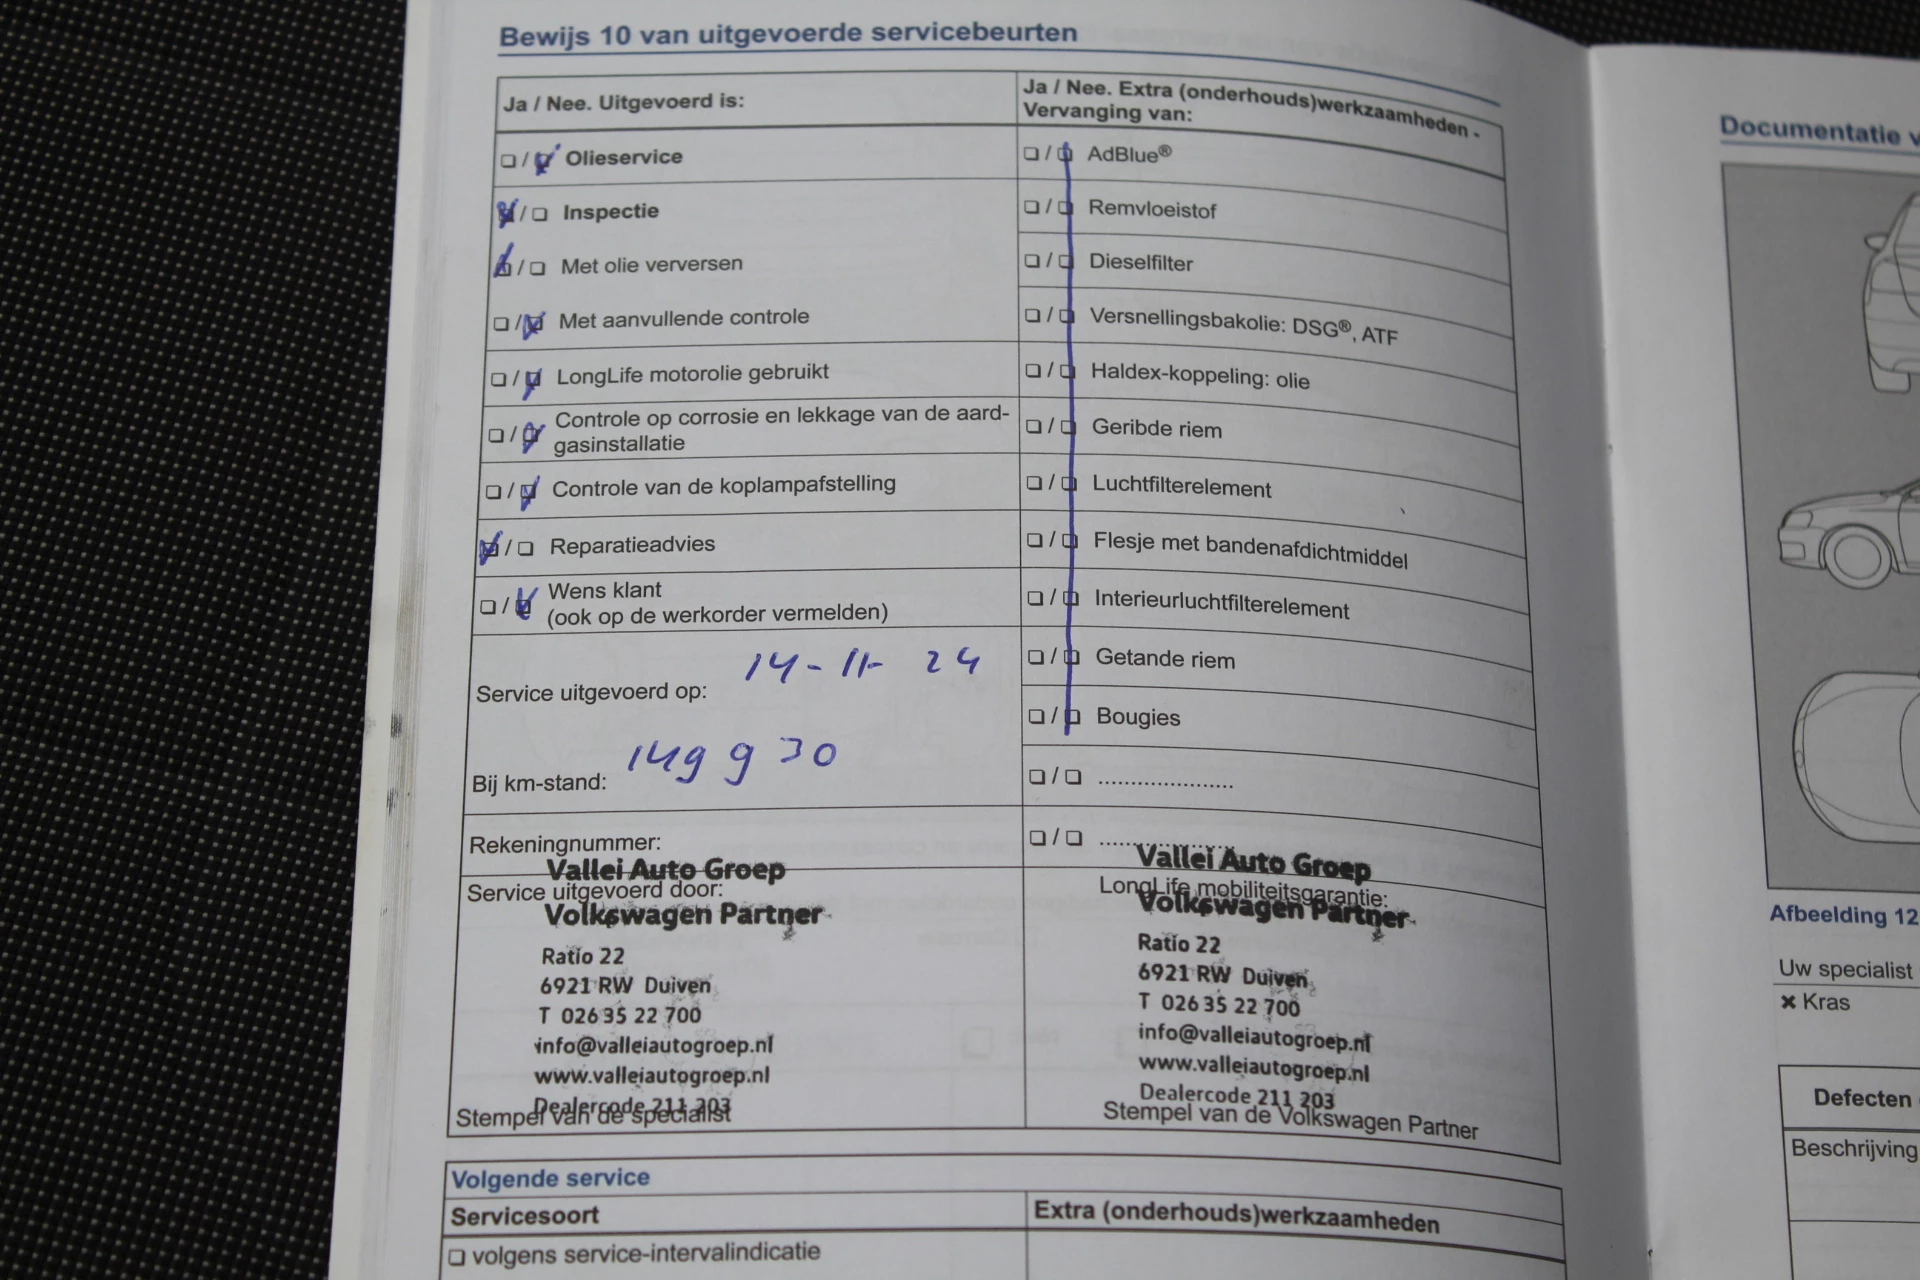 Bewijs 10 van uitgevoerde servicebeurten
Ja / Nee. Uitgevoerd is:
☐ / ☑ Olieservice
☑ / ☐ Inspectie
☑ / ☐ Met olie verversen
☐ / ☑ Met aanvullende controle
☐ / ☑ LongLife motorolie gebruikt
☐ / ☑ Controle op corrosie en lekkage van de aard-
gasinstallatie
☐ / ☑ Controle van de koplampafstelling
☑ / ☐ Reparatieadvies
☐ / ☑ Wens klant
(ook op de werkorder vermelden)
Service uitgevoerd op: 14-11- 24
Bij km-stand: 149 930
Rekeningnummer:
Service uitgevoerd door:
Vallei Auto Groep
Volkswagen Partner
Ratio 22
6921 RW Duiven
T 026 35 22 700
info@valleiautogroep.nl
www.valleiautogroep.nl
Dealercode 211 203
Stempel van de specialist
Ja / Nee. Extra (onderhouds)werkzaamheden -
Vervanging van:
☐ / ☐ AdBlue®
☐ / ☐ Remvloeistof
☐ / ☐ Dieselfilter
☐ / ☐ Versnellingsbakolie: DSG®, ATF
☐ / ☐ Haldex-koppeling: olie
☐ / ☐ Geribde riem
☐ / ☐ Luchtfilterelement
☐ / ☐ Flesje met bandenafdichtmiddel
☐ / ☐ Interieurluchtfilterelement
☐ / ☐ Getande riem
☐ / ☐ Bougies
☐ / ☐ .....................
☐ / ☐ .....................
LongLife mobiliteitsgarantie:
Vallei Auto Groep
Volkswagen Partner
Ratio 22
6921 RW Duiven
T 026 35 22 700
info@valleiautogroep.nl
www.valleiautogroep.nl
Dealercode 211 203
Stempel van de Volkswagen Partner
Volgende service
Servicesoort
Extra (onderhouds)werkzaamheden
☐ volgens service-intervalindicatie
Documentatie v
Afbeelding 12
Uw specialist
✖ Kras
Defecten
Beschrijving